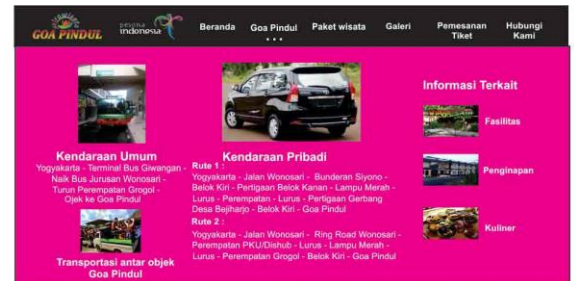 GOA PINDUL
pesona
indonesia
Beranda
Goa Pindul
Paket wisata
Galeri
Pemesanan
Tiket
Hubungi
Kami
Kendaraan Umum
Yogyakarta - Terminal Bus Giwangan -
Naik Bus Jurusan Wonosari -
Turun Perempatan Grogol -
Ojek ke Goa Pindul
Transportasi antar objek
Goa Pindul
Kendaraan Pribadi
Rute 1 :
Yogyakarta - Jalan Wonosari - Bunderan Siyono -
Belok Kiri - Pertigaan Belok Kanan - Lampu Merah -
Lurus - Perempatan - Lurus - Pertigaan Gerbang
Desa Bejiharjo - Belok Kiri - Goa Pindul
Rute 2 :
Yogyakarta - Jalan Wonosari - Ring Road Wonosari -
Perempatan PKU/Dishub - Lurus - Lampu Merah -
Lurus - Perempatan Grogol - Belok Kiri - Goa Pindul
Informasi Terkait
Fasilitas
Penginapan
Kuliner